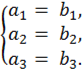 a₁ = b₁,
a₂ = b₂,
a₃ = b₃.